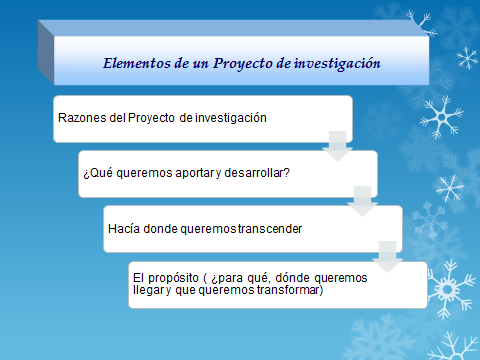 Elementos de un Proyecto de investigación
Razones del Proyecto de investigación
¿Qué queremos aportar y desarrollar?
Hacía donde queremos transcender
El propósito ( ¿para qué, dónde queremos
llegar y que queremos transformar)